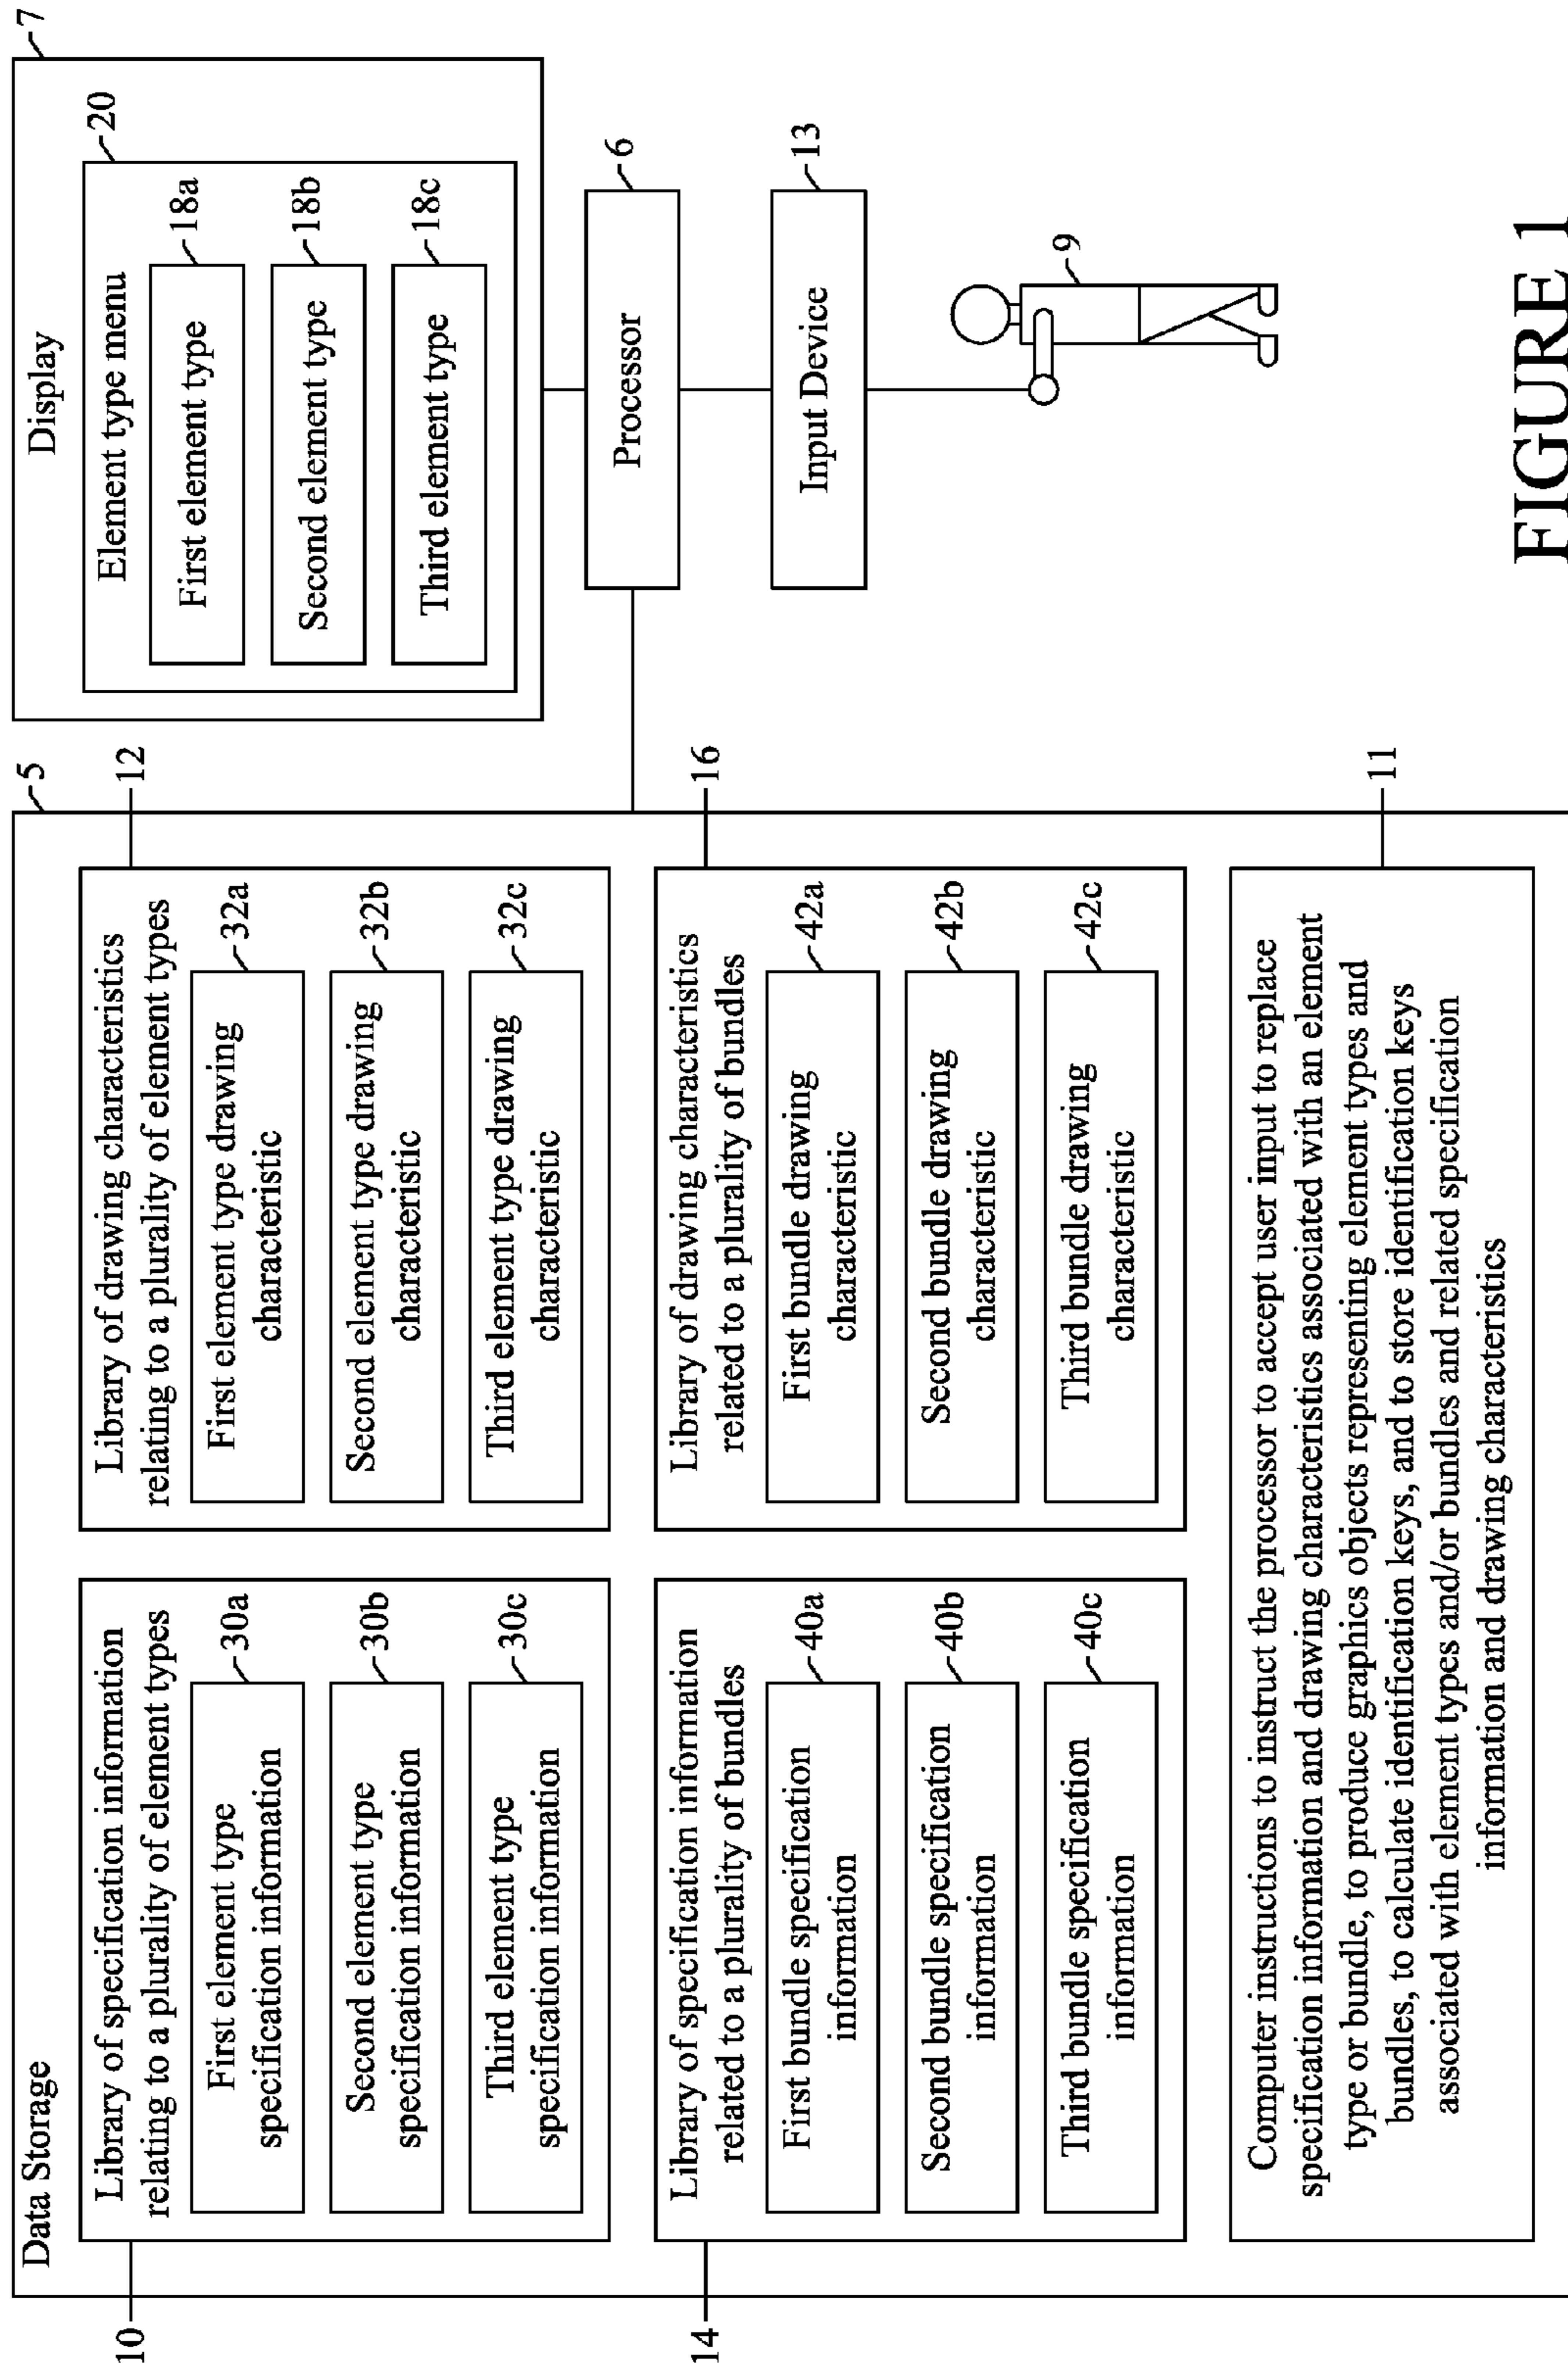 Data Storage
5
10
Library of specification information
relating to a plurality of element types
First element type
specification information
30a
Second element type
specification information
30b
Third element type
specification information
30c
12
Library of drawing characteristics
relating to a plurality of element types
First element type drawing
characteristic
32a
Second element type drawing
characteristic
32b
Third element type drawing
characteristic
32c
14
Library of specification information
related to a plurality of bundles
First bundle specification
information
40a
Second bundle specification
information
40b
Third bundle specification
information
40c
16
Library of drawing characteristics
related to a plurality of bundles
First bundle drawing
characteristic
42a
Second bundle drawing
characteristic
42b
Third bundle drawing
characteristic
42c
11
Computer instructions to instruct the processor to accept user input to replace
specification information and drawing characteristics associated with an element
type or bundle, to produce graphics objects representing element types and
bundles, to calculate identification keys, and to store identification keys
associated with element types and/or bundles and related specification
information and drawing characteristics
Display
7
Element type menu
20
First element type
18a
Second element type
18b
Third element type
18c
Processor
6
Input Device
13
9
FIGURE 1